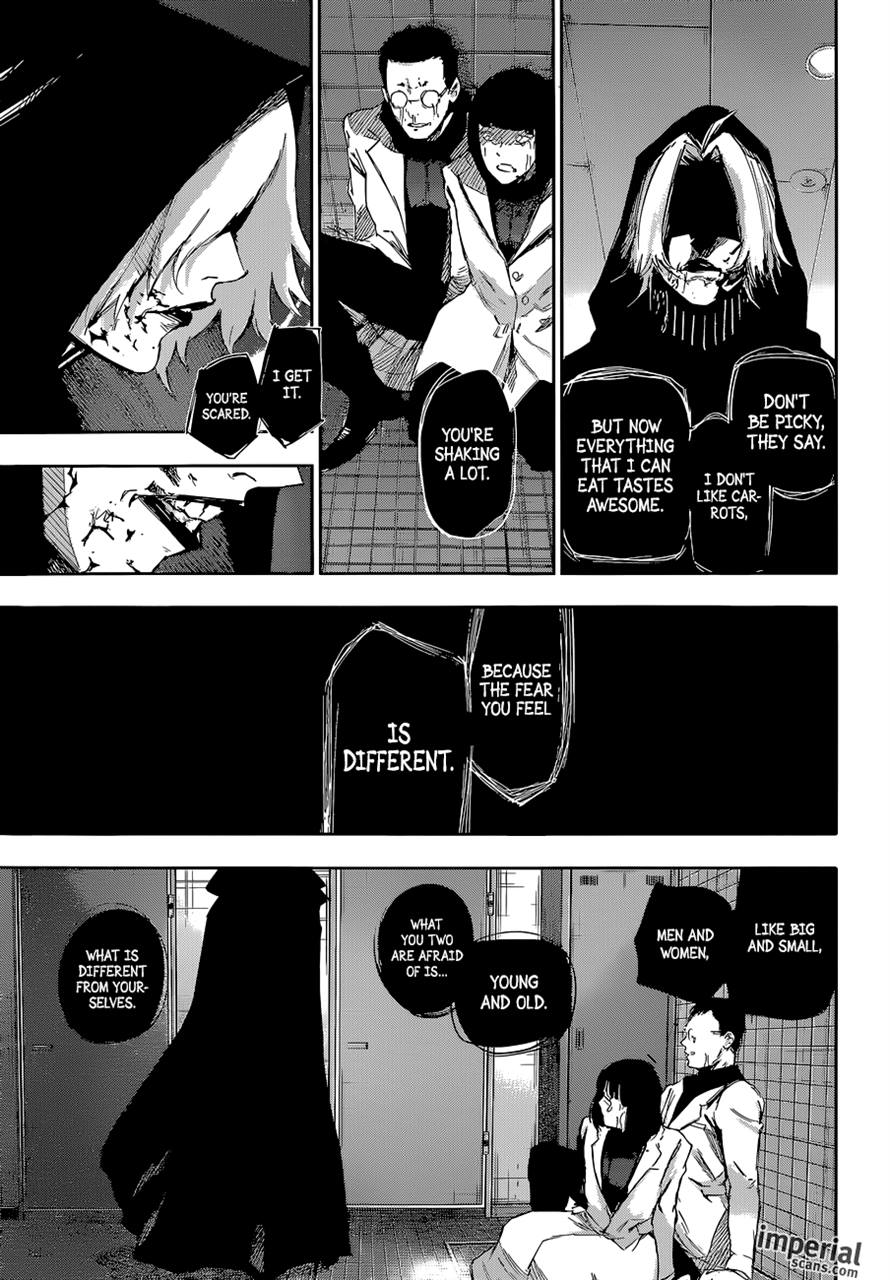 DON'T
BE PICKY,
THEY SAY.
I DON'T
LIKE CAR-
ROTS,
BUT NOW
EVERYTHING
THAT I CAN
EAT TASTES
AWESOME.
YOU'RE
SHAKING
A LOT.
I GET
IT.
YOU'RE
SCARED.
BECAUSE
THE FEAR
YOU FEEL
IS
DIFFERENT.
LIKE BIG
AND SMALL,
MEN AND
WOMEN,
YOUNG
AND OLD.
WHAT
YOU TWO
ARE AFRAID
OF IS...
WHAT IS
DIFFERENT
FROM YOUR-
SELVES.
imperial
scans.com